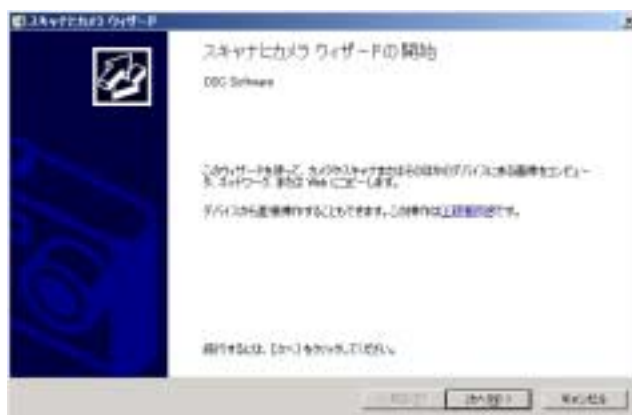 スキャナとカメラ ウィザード
スキャナとカメラ ウィザードの開始
このウィザードを使って、カメラやスキャナまたはそのほかのデバイスにある画像をコンピュー
タ、ネットワーク、または Web にコピーします。
デバイスから直接操作することもできます。この操作は上級者向きです。
続行するには、[次へ] をクリックしてください。
次へ(N) >
キャンセル